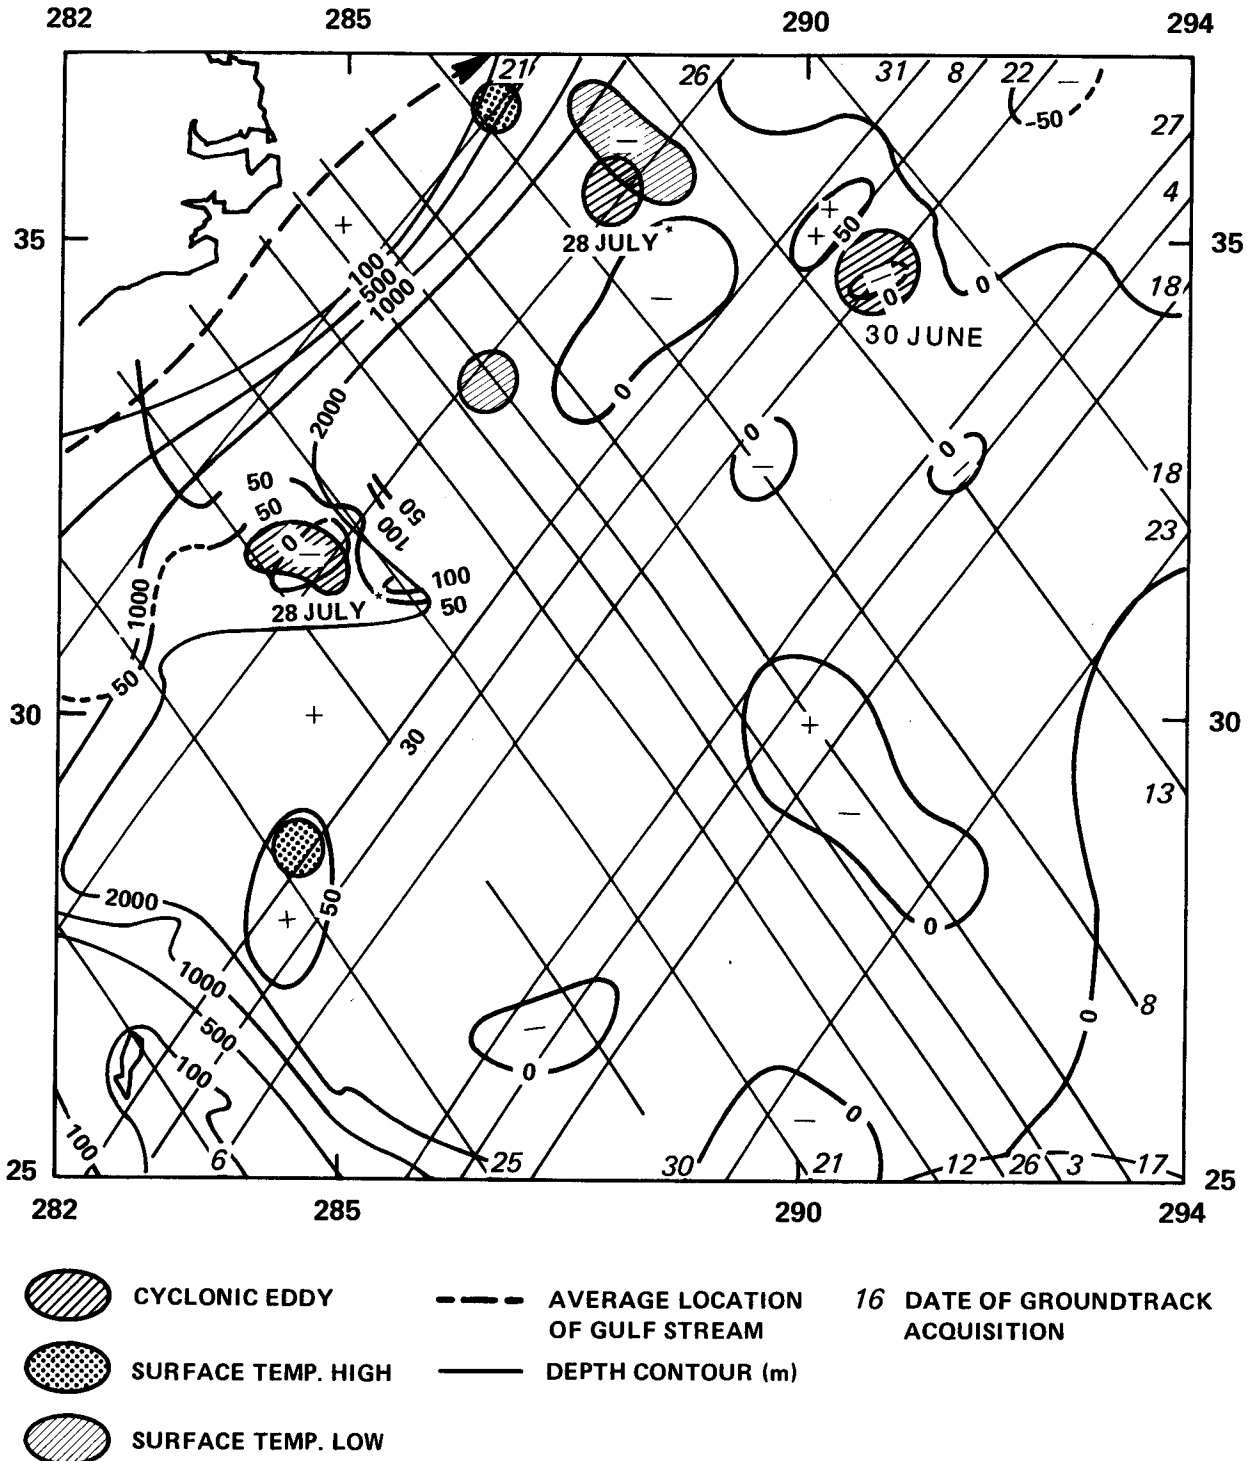 282 285 290 294
21 26 31 8 22
-50
27
4
35 35
50
28 JULY*
0 0 18
100
500
1000
30 JUNE
0
2000
0 0
18
50 50
50 100
23
0
100
1000 28 JULY* 50
50
30 30
30
13
2000 50
0
1000
8
0
500
100 0
0
100
25 6 25 30 21 12 26 3 17 25
282 285 290 294
CYCLONIC EDDY
SURFACE TEMP. HIGH
SURFACE TEMP. LOW
AVERAGE LOCATION
OF GULF STREAM
DEPTH CONTOUR (m)
16 DATE OF GROUNDTRACK
ACQUISITION